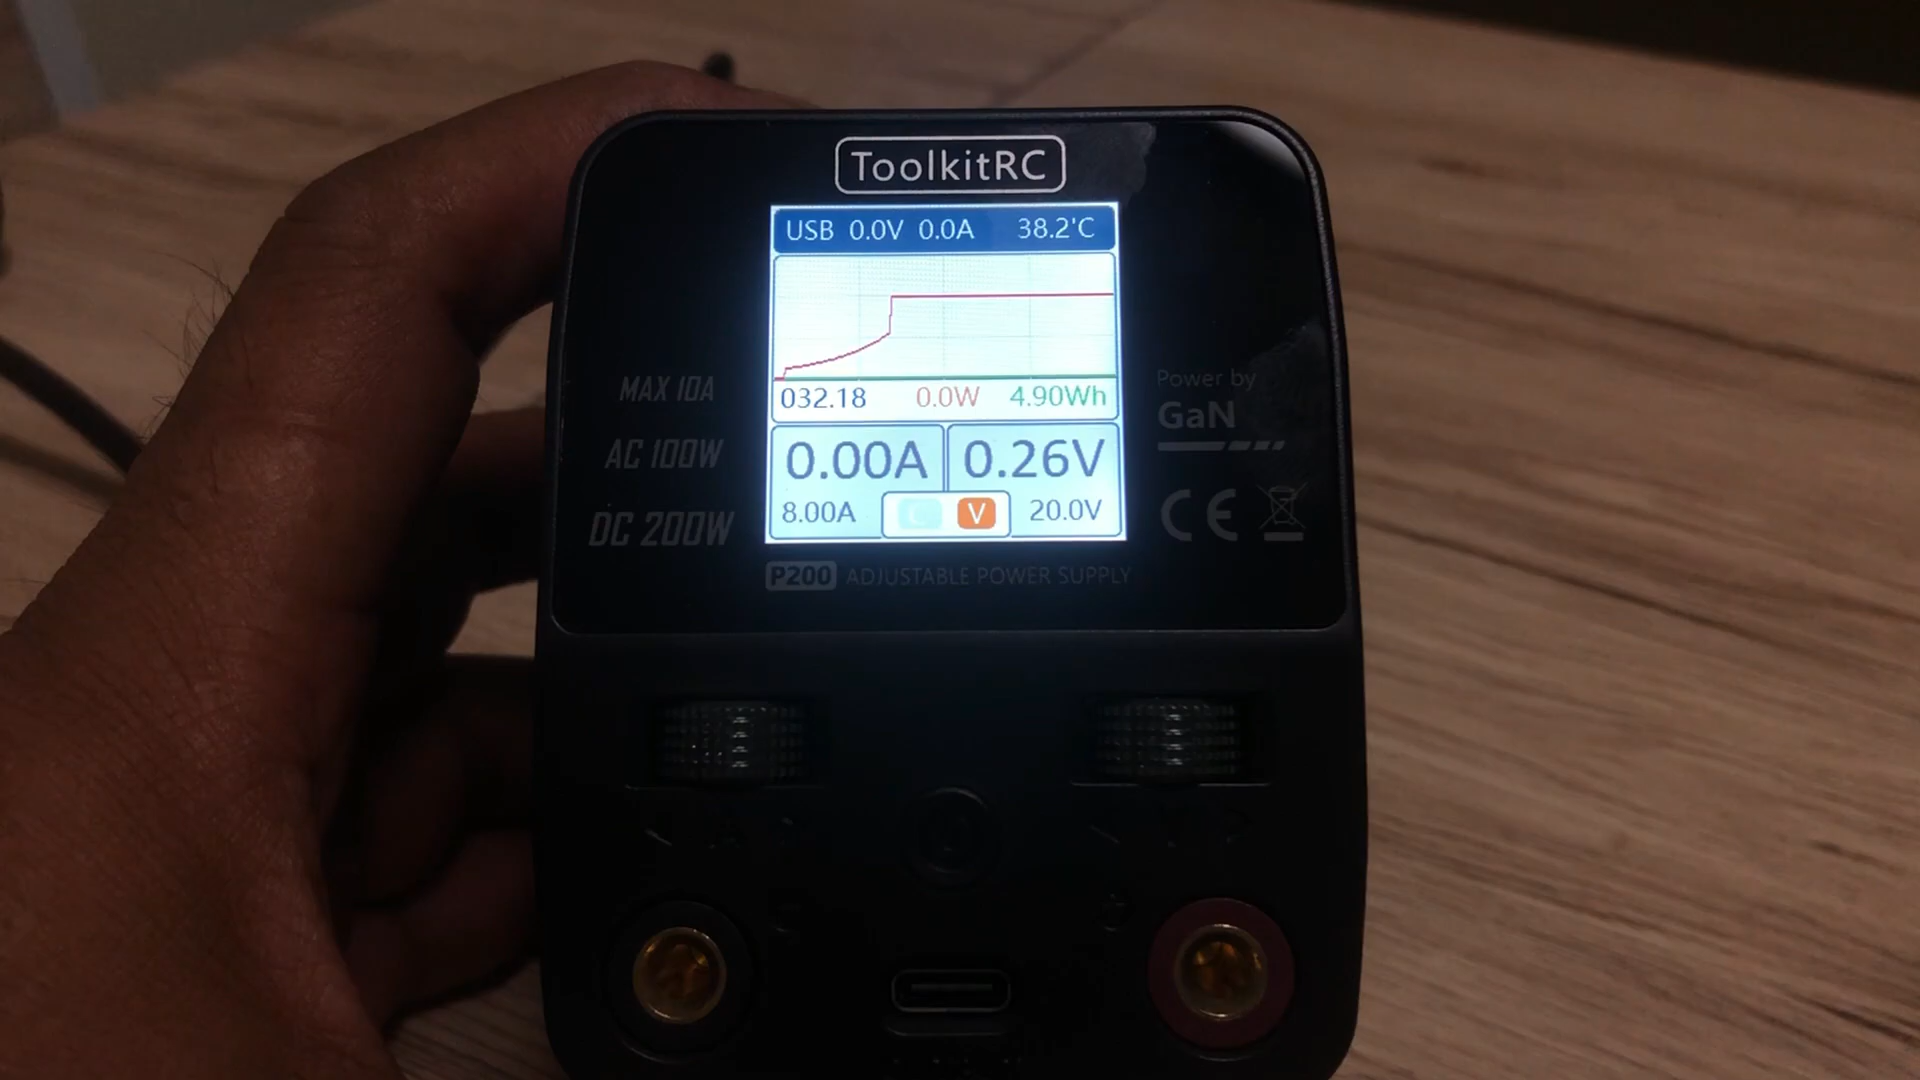 ToolkitRC
USB 0.0V 0.0A 38.2'C
032.18 0.0W 4.90Wh
0.00A 0.26V
8.00A C V 20.0V
MAX 10A
AC 100W
DC 200W
Power by
GaN
CE
P200 ADJUSTABLE POWER SUPPLY